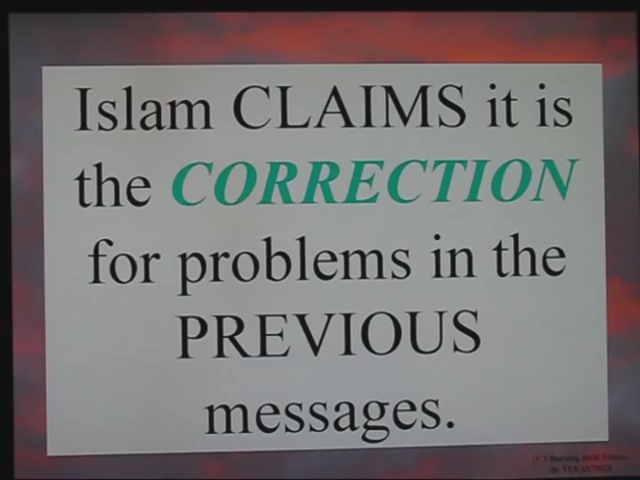 Islam CLAIMS it is
the CORRECTION
for problems in the
PREVIOUS
messages.